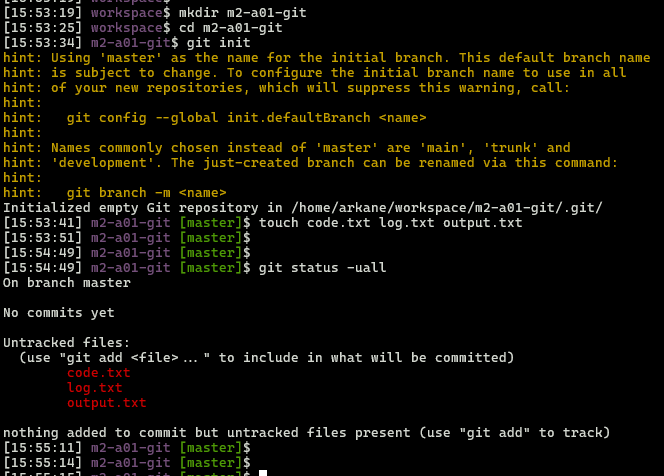 [15:53:19] workspace$
[15:53:19] workspace$ mkdir m2-a01-git
[15:53:25] workspace$ cd m2-a01-git
[15:53:34] m2-a01-git$ git init
hint: Using 'master' as the name for the initial branch. This default branch name
hint: is subject to change. To configure the initial branch name to use in all
hint: of your new repositories, which will suppress this warning, call:
hint:
hint:   git config --global init.defaultBranch <name>
hint:
hint: Names commonly chosen instead of 'master' are 'main', 'trunk' and
hint: 'development'. The just-created branch can be renamed via this command:
hint:
hint:   git branch -m <name>
Initialized empty Git repository in /home/arkane/workspace/m2-a01-git/.git/
[15:53:41] m2-a01-git [master]$ touch code.txt log.txt output.txt
[15:53:51] m2-a01-git [master]$
[15:54:49] m2-a01-git [master]$
[15:54:49] m2-a01-git [master]$ git status -uall
On branch master
No commits yet
Untracked files:
  (use "git add <file>..." to include in what will be committed)
        code.txt
        log.txt
        output.txt
nothing added to commit but untracked files present (use "git add" to track)
[15:55:11] m2-a01-git [master]$
[15:55:14] m2-a01-git [master]$
[15:55:15] m2-a01-git [master]$